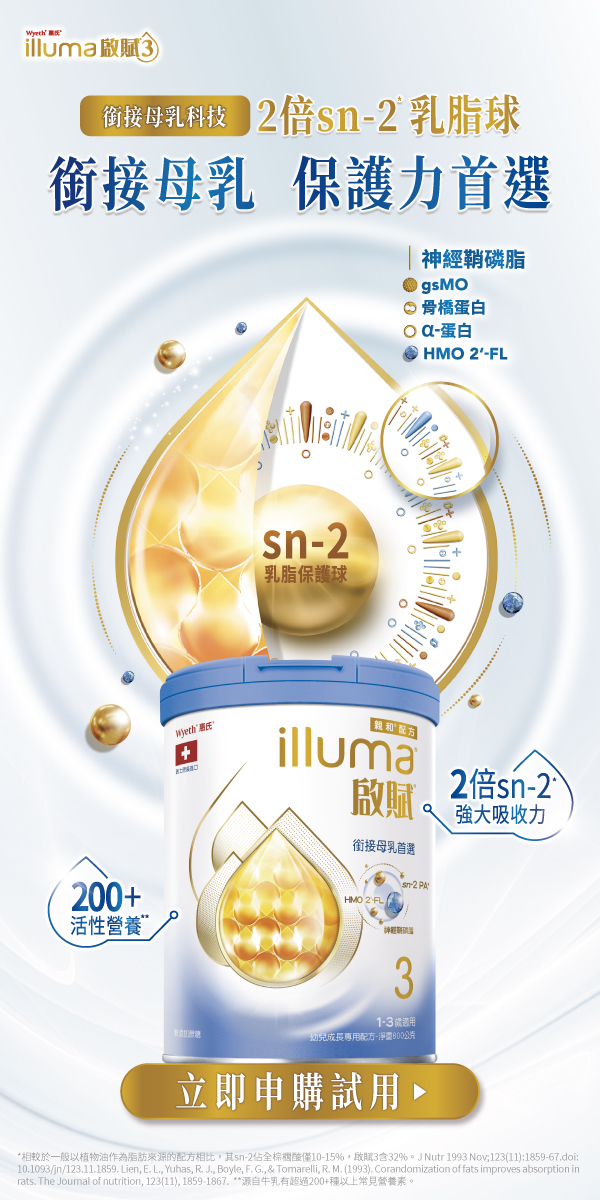 Wyeth® 惠氏®
illuma 啟賦 3
銜接母乳科技 2倍sn-2*乳脂球
銜接母乳 保護力首選
神經鞘磷脂
gsMO
骨橋蛋白
α-蛋白
HMO 2'-FL
sn-2
乳脂保護球
Wyeth® 惠氏®
親和®配方
illuma®
啟賦®
2倍sn-2*
強大吸收力
銜接母乳首選
sn-2 PA*
HMO 2'-FL
神經鞘磷脂
200+
活性營養**
3
1-3歲適用
幼兒成長專用配方·淨重800公克
立即申購試用
*相較於一般以植物油作為脂肪來源的配方相比，其sn-2佔全棕櫚酸僅10-15%，啟賦3含32%。J Nutr 1993 Nov;123(11):1859-67.doi:
10.1093/jn/123.11.1859. Lien, E. L., Yuhas, R. J., Boyle, F. G., & Tomarelli, R. M. (1993). Corandomization of fats improves absorption in
rats. The Journal of nutrition, 123(11), 1859-1867. **源自牛乳有超過200+種以上常見營養素。